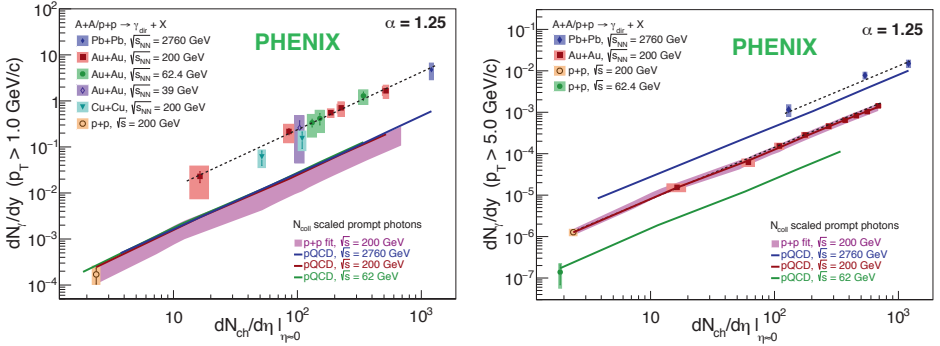 A+A/p+p → γdir + X
α = 1.25
Pb+Pb, √sNN = 2760 GeV
Au+Au, √sNN = 200 GeV
Au+Au, √sNN = 62.4 GeV
Au+Au, √sNN = 39 GeV
Cu+Cu, √sNN = 200 GeV
p+p, √s = 200 GeV
PHENIX
dNγ/dy (pT > 1.0 GeV/c)
10²
10
1
10⁻¹
10⁻²
10⁻³
10⁻⁴
Ncoll scaled prompt photons
p+p fit, √s = 200 GeV
pQCD, √s = 2760 GeV
pQCD, √s = 200 GeV
pQCD, √s = 62 GeV
10 10² 10³
dNch/dη |η≈0
A+A/p+p → γdir + X
α = 1.25
Pb+Pb, √sNN = 2760 GeV
Au+Au, √sNN = 200 GeV
p+p, √s = 200 GeV
p+p, √s = 62.4 GeV
PHENIX
dNγ/dy (pT > 5.0 GeV/c)
10⁻¹
10⁻²
10⁻³
10⁻⁴
10⁻⁵
10⁻⁶
10⁻⁷
Ncoll scaled prompt photons
p+p fit, √s = 200 GeV
pQCD, √s = 2760 GeV
pQCD, √s = 200 GeV
pQCD, √s = 62 GeV
10 10² 10³
dNch/dη |η≈0